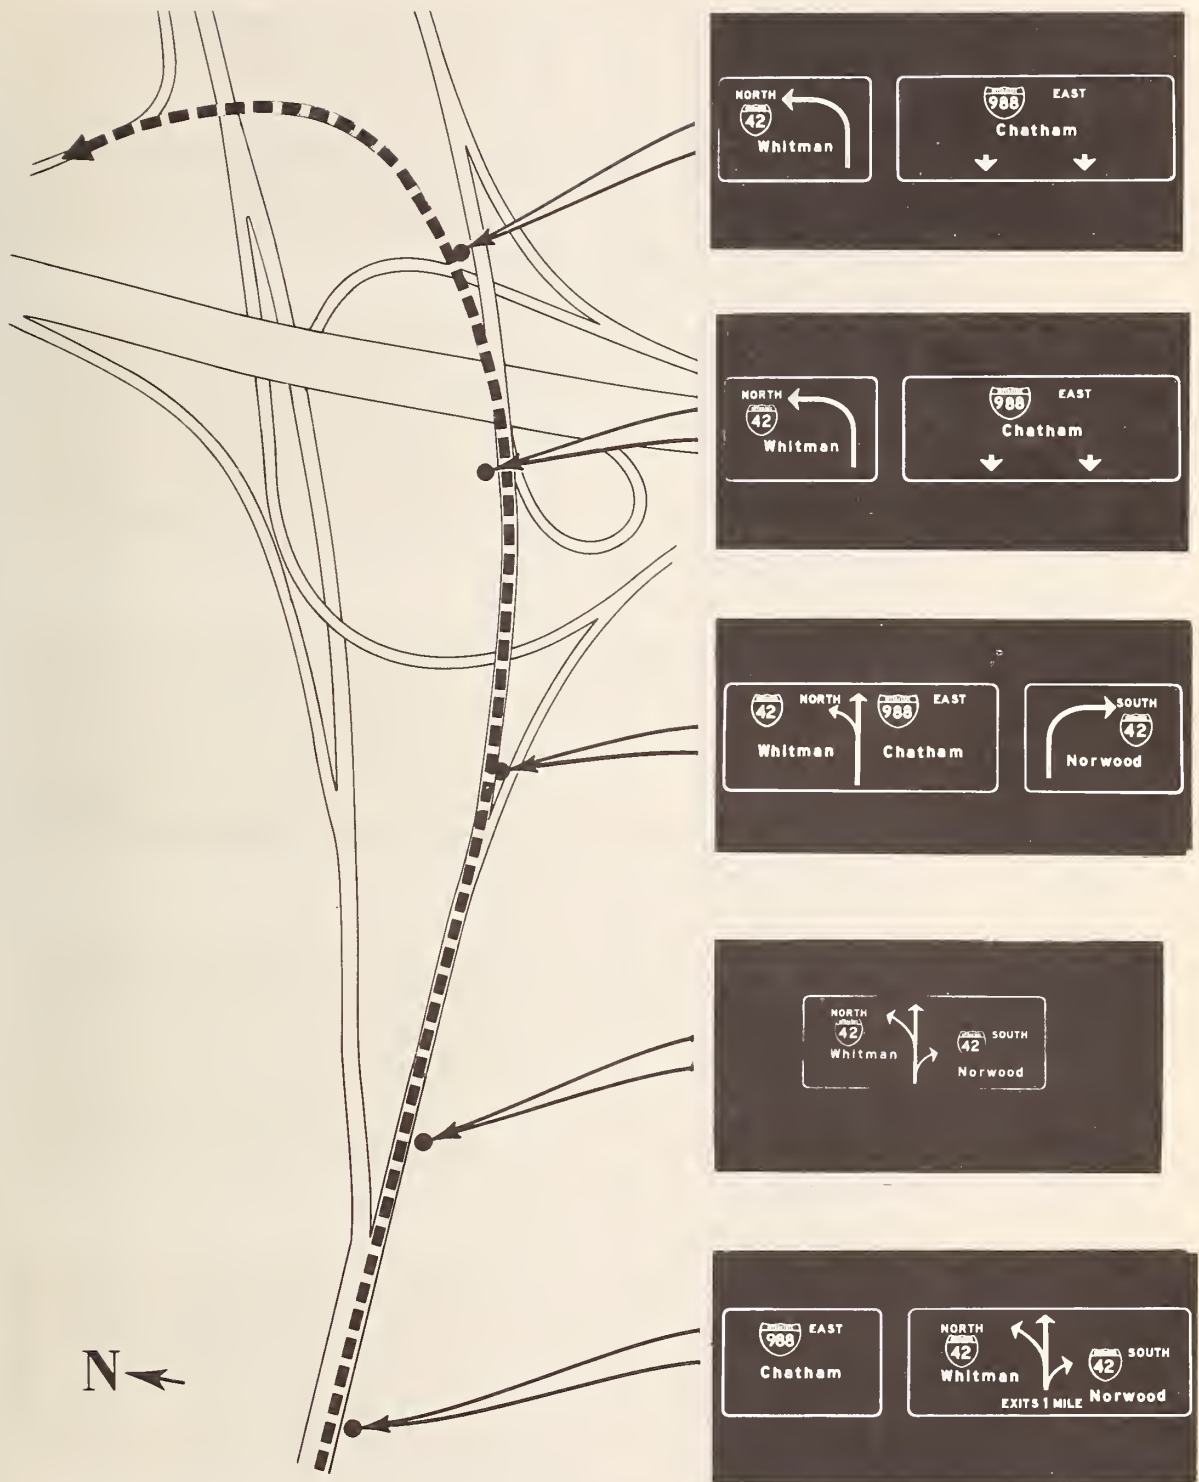 NORTH
42
Whitman
988 EAST
Chatham
NORTH
42
Whitman
988 EAST
Chatham
42 NORTH
Whitman
988 EAST
Chatham
SOUTH
42
Norwood
NORTH
42
Whitman
42 SOUTH
Norwood
988 EAST
Chatham
NORTH
42
Whitman
42 SOUTH
Norwood
EXITS 1 MILE
N